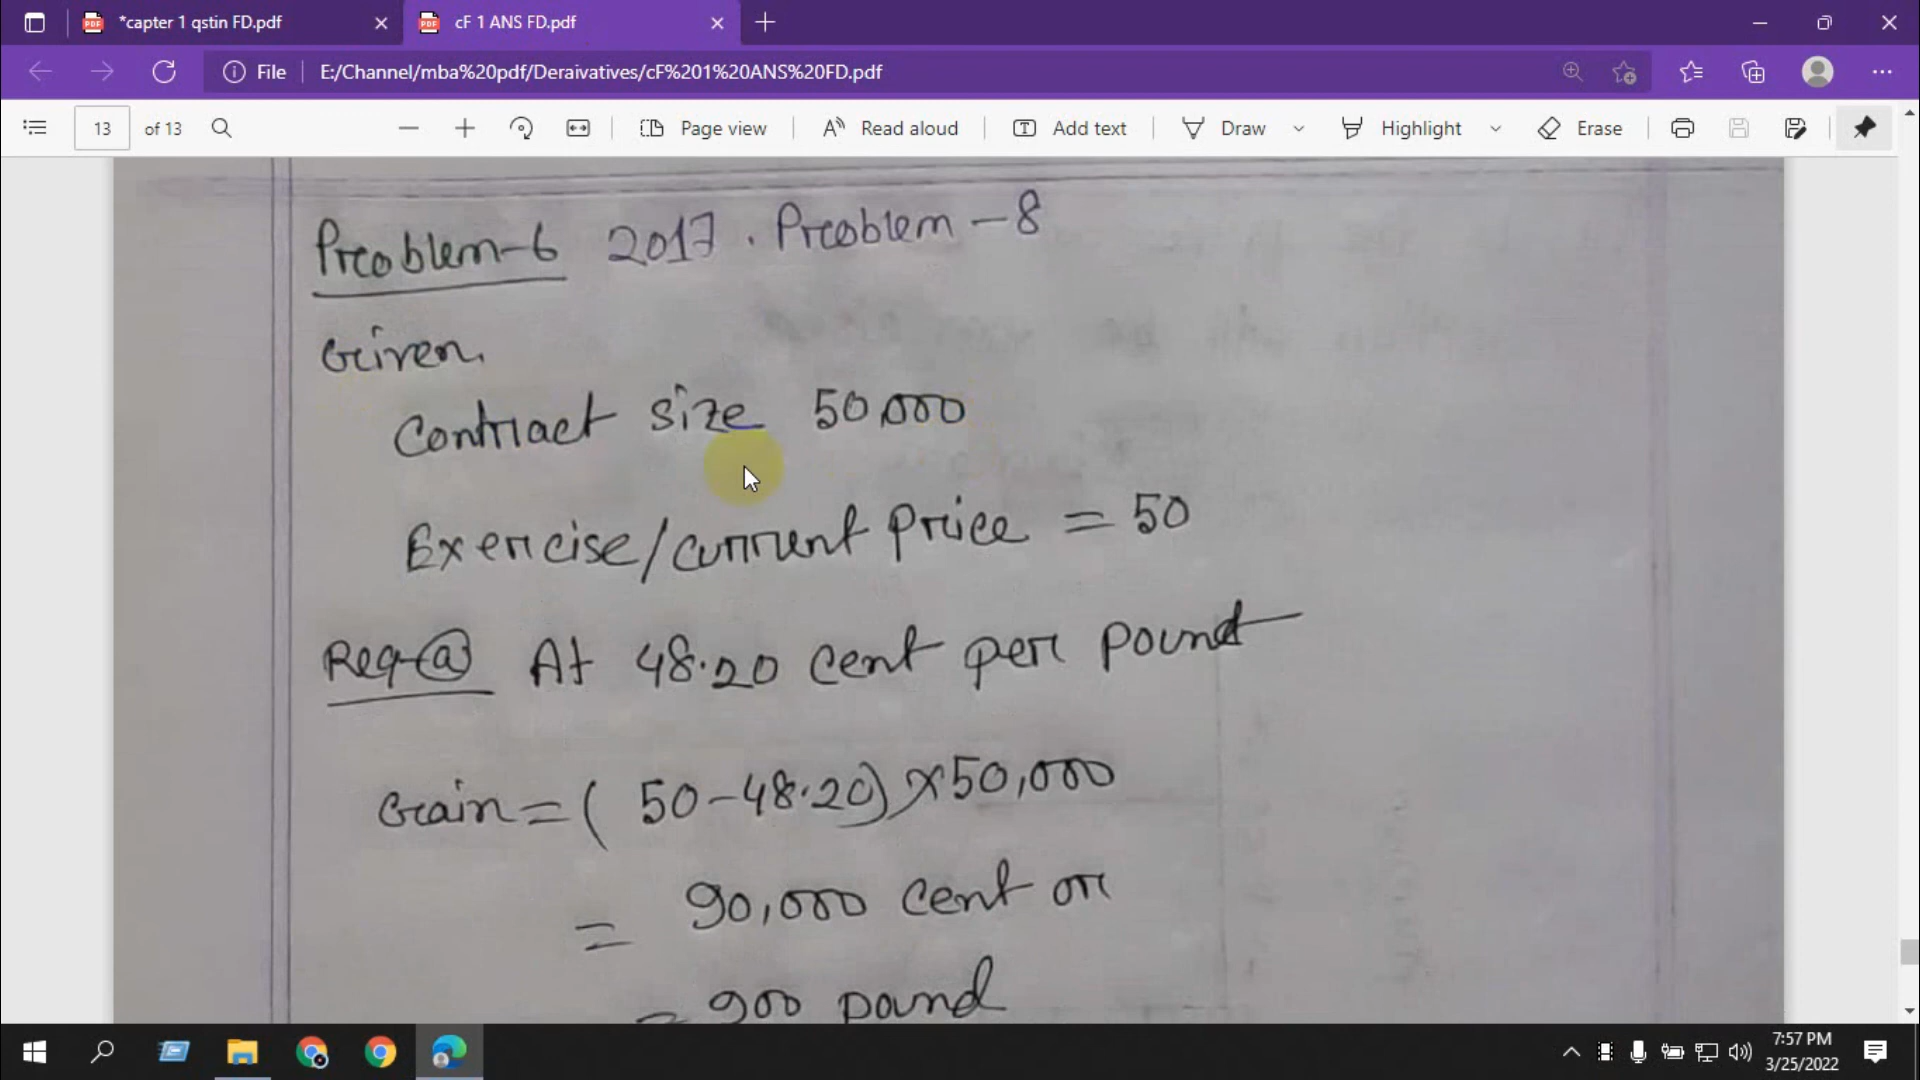 *capter 1 qstin FD.pdf
cF 1 ANS FD.pdf
File
E:/Channel/mba%20pdf/Deraivatives/cF%201%20ANS%20FD.pdf
13 of 13
Page view
Read aloud
Add text
Draw
Highlight
Erase
Problem-6 2017. Problem-8
Given,
Contract size 50,000
Exercise/current price = 50
Req-(a) At 48.20 cent per pound
Gain = (50-48.20)×50,000
= 90,000 cent or
= 900 pound
7:57 PM
3/25/2022